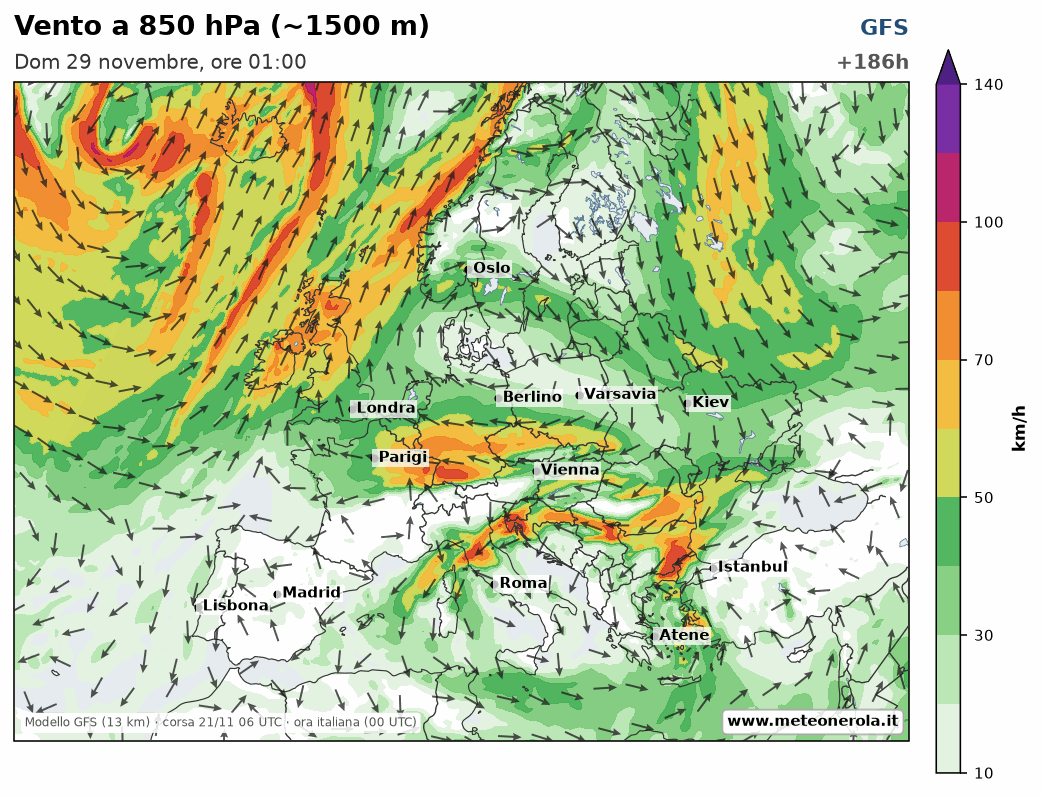 Vento a 850 hPa (~1500 m)
GFS
Dom 29 novembre, ore 01:00
+186h
140
100
70
50
30
10
km/h
Oslo
Berlino
Varsavia
Kiev
Londra
Parigi
Vienna
Istanbul
Roma
Madrid
Lisbona
Atene
Modello GFS (13 km) · corsa 21/11 06 UTC · ora italiana (00 UTC)
www.meteonerola.it